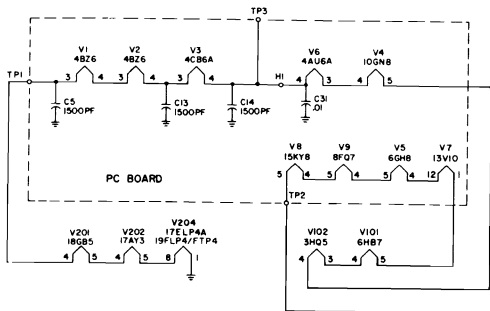 TP3
V1
4BZ6
V2
4BZ6
V3
4CB6A
V6
4AU6A
V4
10GN8
TP1
3 4 3 4 3 4 H1 4 3 4 5
C5
1500PF
C13
1500PF
C14
1500PF
C31
.01
V8
15KY8
V9
8FQ7
V5
6GH8
V7
13V10
5 4 4 5 5 4 12 1
PC BOARD
TP2
V201
18GB5
V202
17AY3
V204
17ELP4A
19FLP4/FTP4
V102
3HQ5
V101
6HB7
4 5 4 5 8 1
4 3 4 5